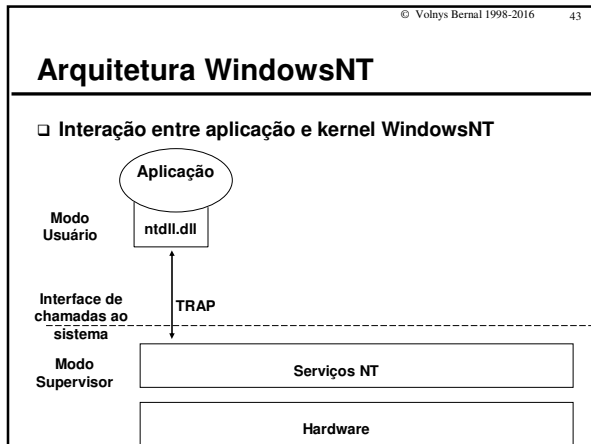 © Volnys Bernal 1998-2016 43
Arquitetura WindowsNT
❑ Interação entre aplicação e kernel WindowsNT
Aplicação
Modo
Usuário
ntdll.dll
Interface de
chamadas ao
sistema
TRAP
Modo
Supervisor
Serviços NT
Hardware